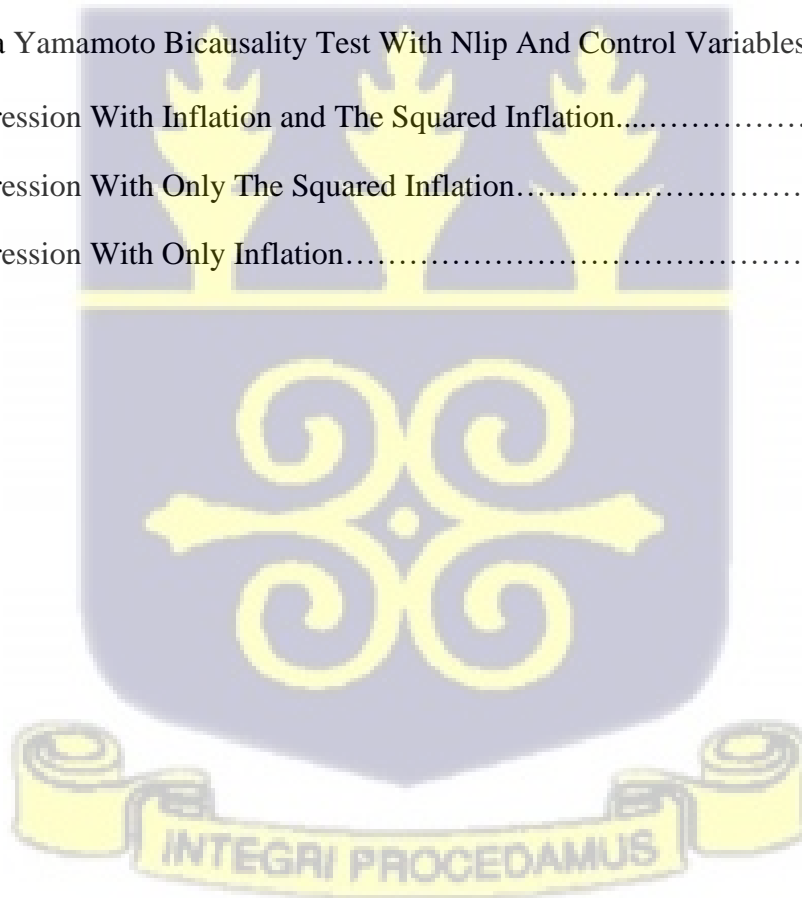 a Yamamoto Bicausality Test With Nlip And Control Variables
ression With Inflation and The Squared Inflation....……………
ression With Only The Squared Inflation………………………
ression With Only Inflation……………………………………
INTEGRI PROCEDAMUS